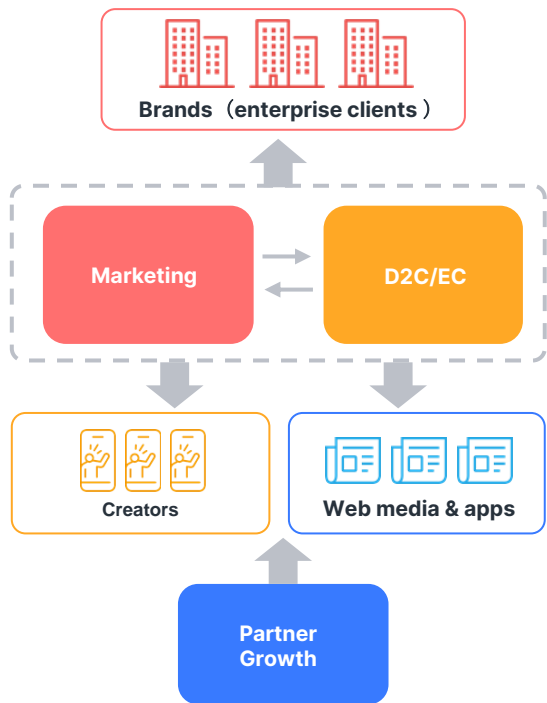 Brands（enterprise clients ）
Marketing
D2C/EC
Creators
Web media & apps
Partner
Growth